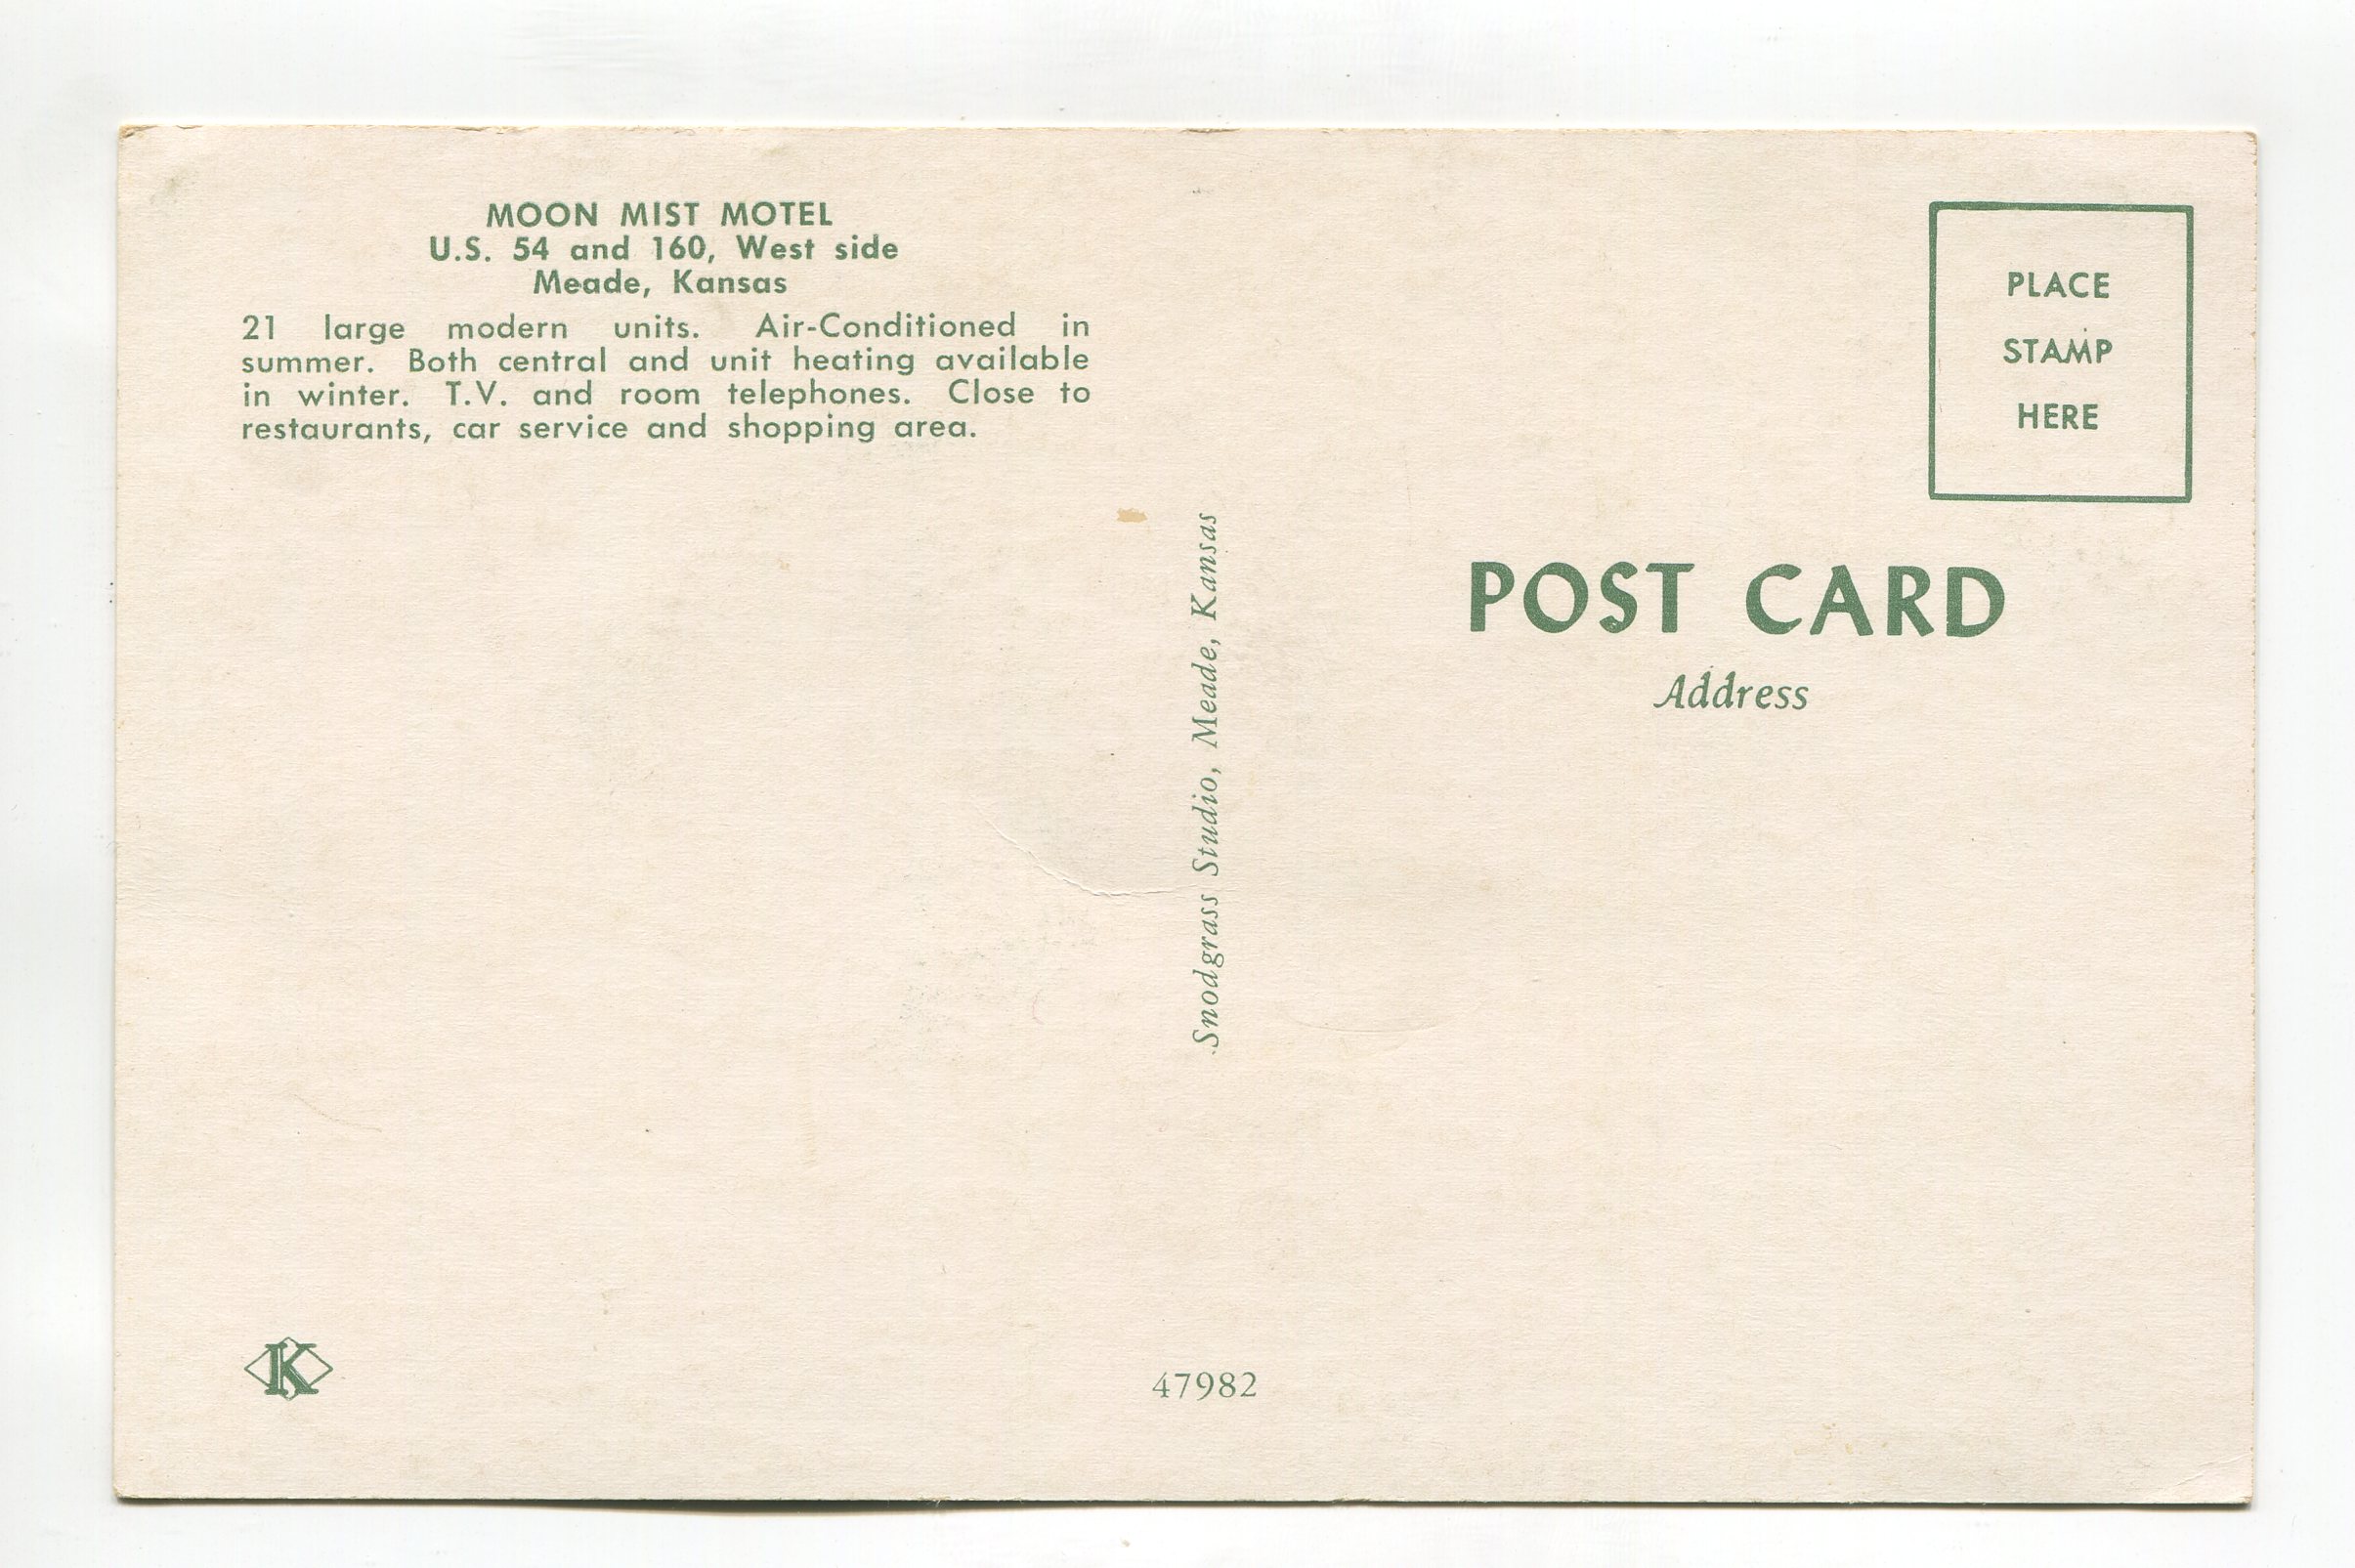 MOON MIST MOTEL
U.S. 54 and 160, West side
Meade, Kansas
21 large modern units. Air-Conditioned in
summer. Both central and unit heating available
in winter. T.V. and room telephones. Close to
restaurants, car service and shopping area.
Snodgrass Studio, Meade, Kansas
PLACE
STAMP
HERE
POST CARD
Address
K
47982